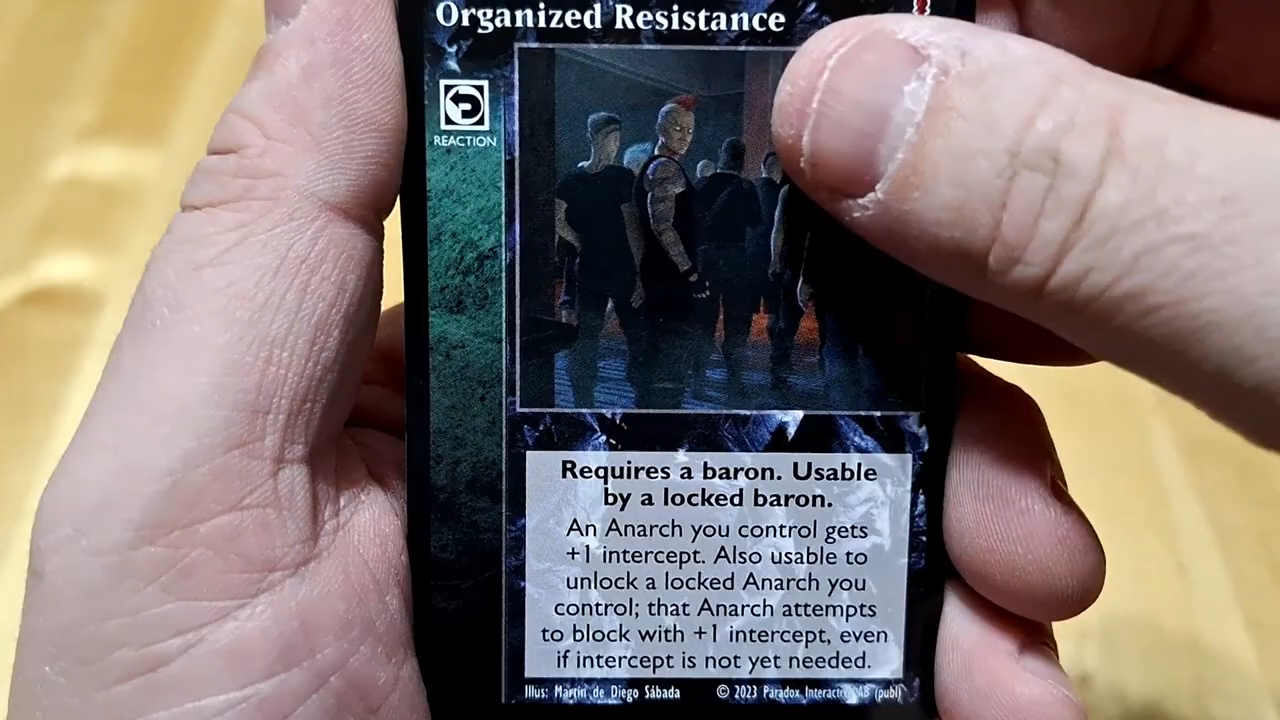 Organized Resistance
REACTION
Requires a baron. Usable
by a locked baron.
An Anarch you control gets
+1 intercept. Also usable to
unlock a locked Anarch you
control; that Anarch attempts
to block with +1 intercept, even
if intercept is not yet needed.
Illus: Martín de Diego Sábada
© 2023 Paradox Interactive AB (publ)